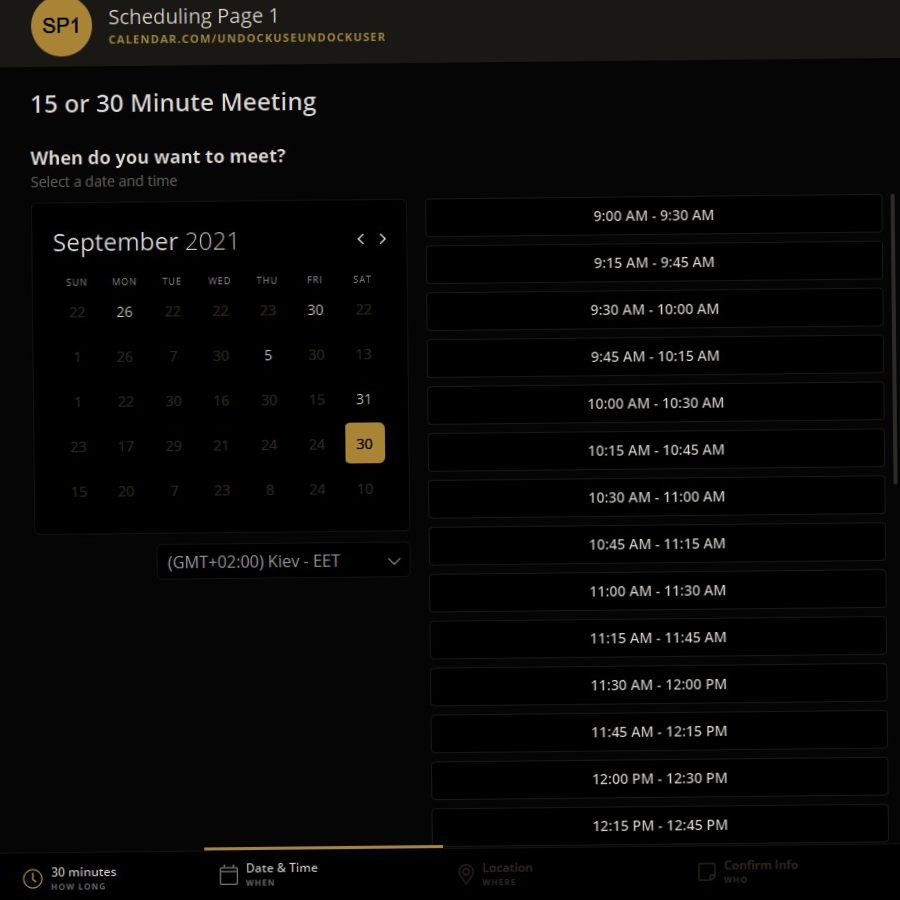 SP1
Scheduling Page 1
CALENDAR.COM/UNDOCKUSEUNDOCKUSER
15 or 30 Minute Meeting
When do you want to meet?
Select a date and time
September 2021
SUN MON TUE WED THU FRI SAT
22 26 22 22 23 30 22
1 26 7 30 5 30 13
1 22 30 16 30 15 31
23 17 29 21 24 24 30
15 20 7 23 8 24 10
(GMT+02:00) Kiev - EET
9:00 AM - 9:30 AM
9:15 AM - 9:45 AM
9:30 AM - 10:00 AM
9:45 AM - 10:15 AM
10:00 AM - 10:30 AM
10:15 AM - 10:45 AM
10:30 AM - 11:00 AM
10:45 AM - 11:15 AM
11:00 AM - 11:30 AM
11:15 AM - 11:45 AM
11:30 AM - 12:00 PM
11:45 AM - 12:15 PM
12:00 PM - 12:30 PM
12:15 PM - 12:45 PM
30 minutes
HOW LONG
Date & Time
WHEN
Location
WHERE
Confirm Info
WHO